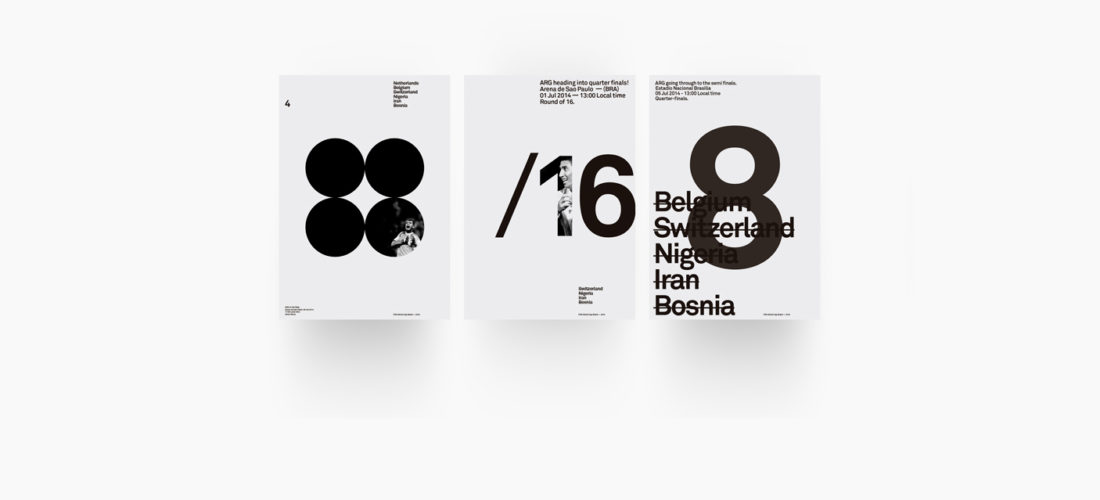 4
Netherlands
Belgium
Switzerland
Nigeria
Iran
Bosnia
ARG heading into quarter finals!
Arena de Sao Paulo — (BRA)
01 Jul 2014 — 13:00 Local time
Round of 16.
/16
Switzerland
Nigeria
Iran
Bosnia
ARG going through to the semi finals.
Estadio Nacional Brasilia
05 Jul 2014 - 13:00 Local time
Quarter-finals.
8
Belgium
Switzerland
Nigeria
Iran
Bosnia